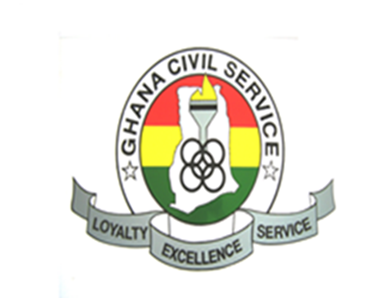 GHANA CIVIL SERVICE
LOYALTY
EXCELLENCE
SERVICE